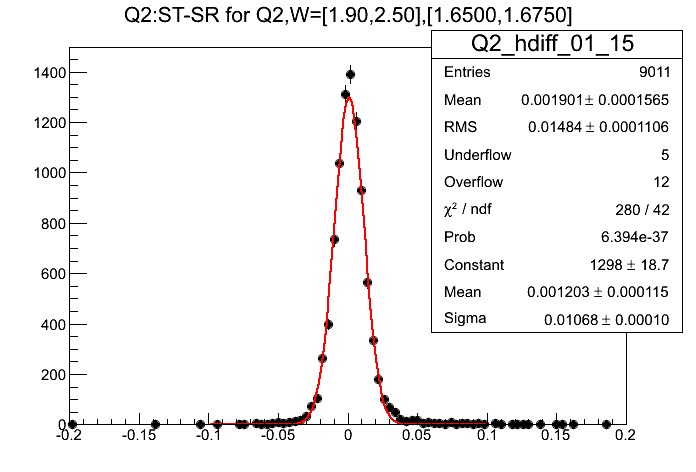 Q2:ST-SR for Q2,W=[1.90,2.50],[1.6500,1.6750]
Q2_hdiff_01_15
Entries 9011
Mean 0.001901± 0.0001565
RMS 0.01484 ± 0.0001106
Underflow 5
Overflow 12
χ² / ndf 280 / 42
Prob 6.394e-37
Constant 1298 ± 18.7
Mean 0.001203 ± 0.000115
Sigma 0.01068 ± 0.00010
1400
1200
1000
800
600
400
200
0
-0.2 -0.15 -0.1 -0.05 0 0.05 0.1 0.15 0.2